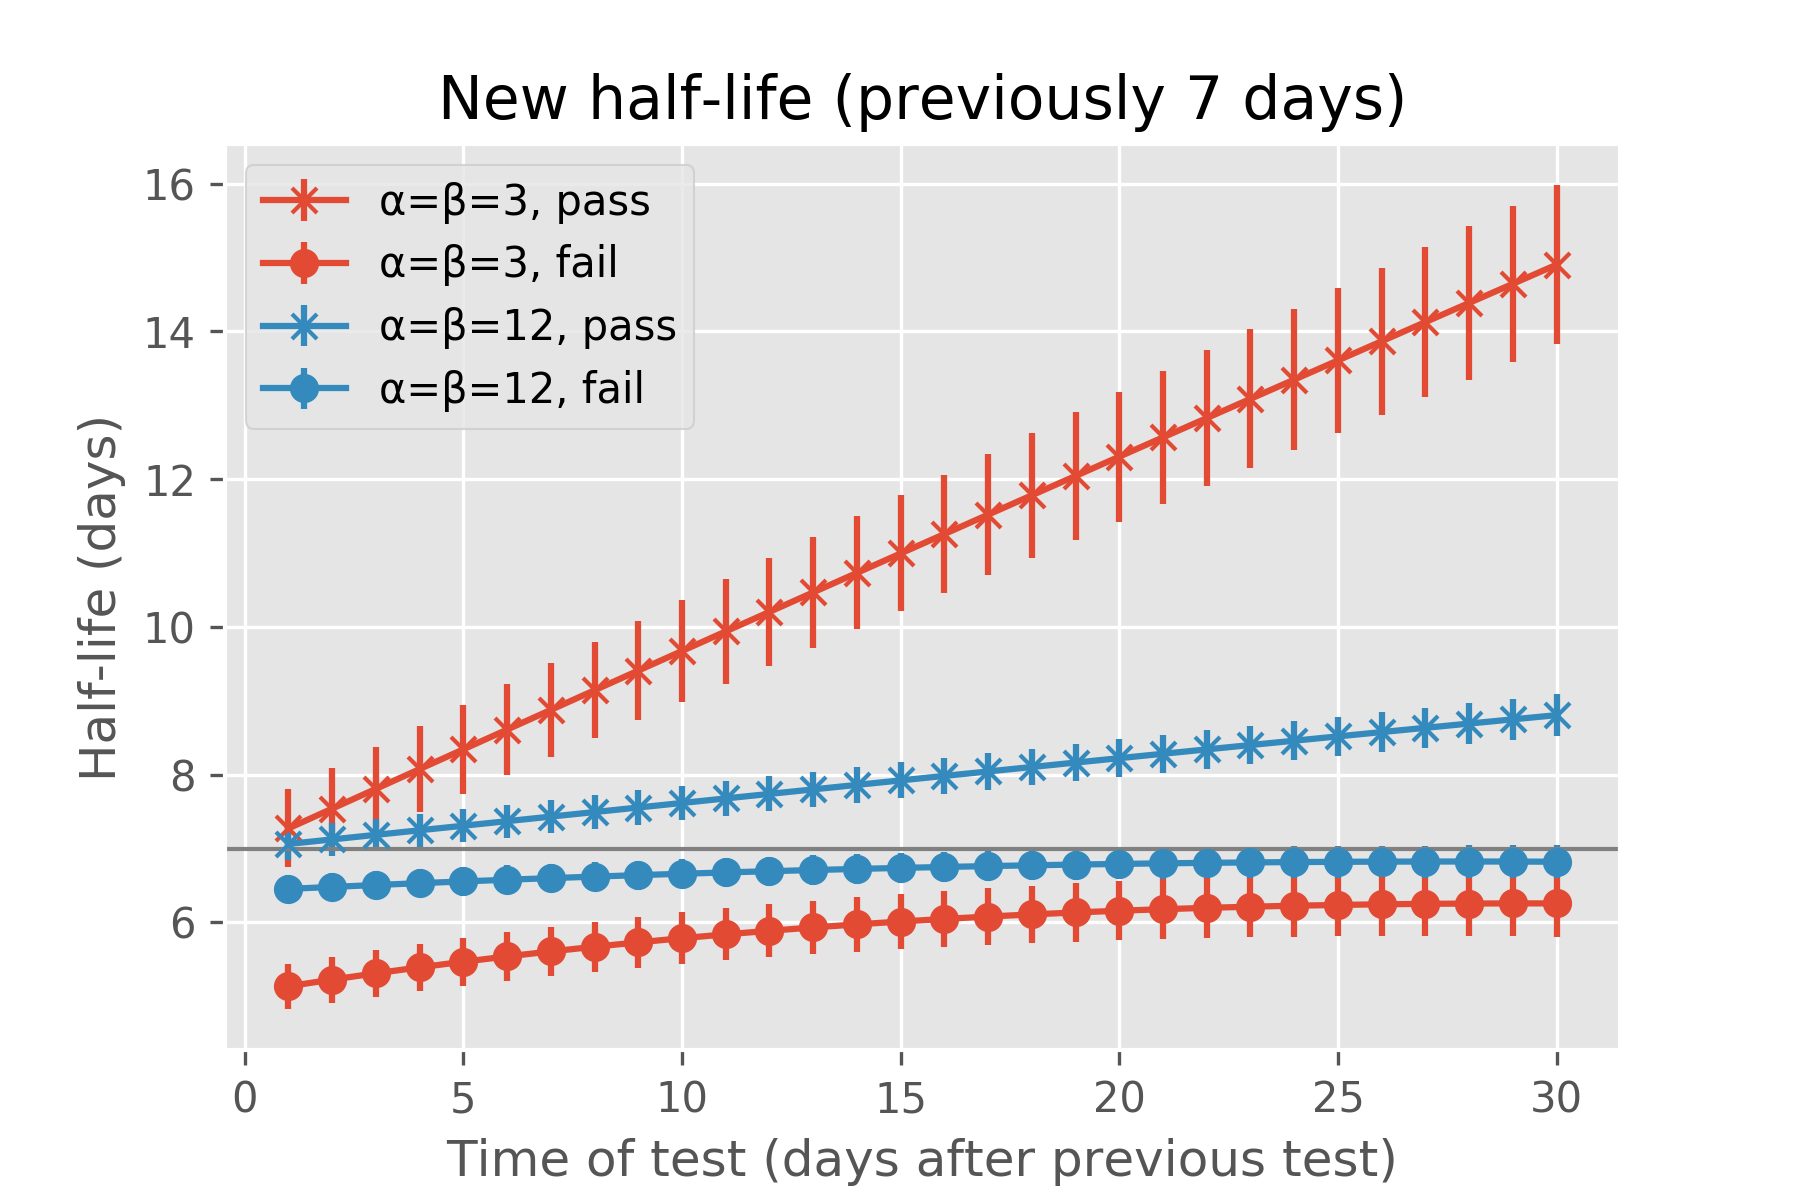 New half-life (previously 7 days)
α=β=3, pass
α=β=3, fail
α=β=12, pass
α=β=12, fail
Half-life (days)
16
14
12
10
8
6
0 5 10 15 20 25 30
Time of test (days after previous test)